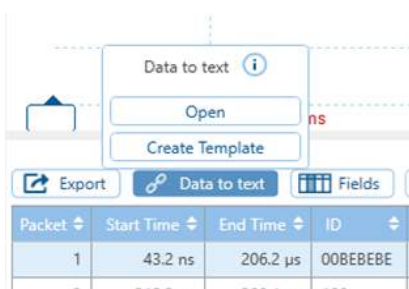 Data to text i
Open
ms
Create Template
Export Data to text Fields
Packet Start Time End Time ID
1 43.2 ns 206.2 µs 00BEBEBE